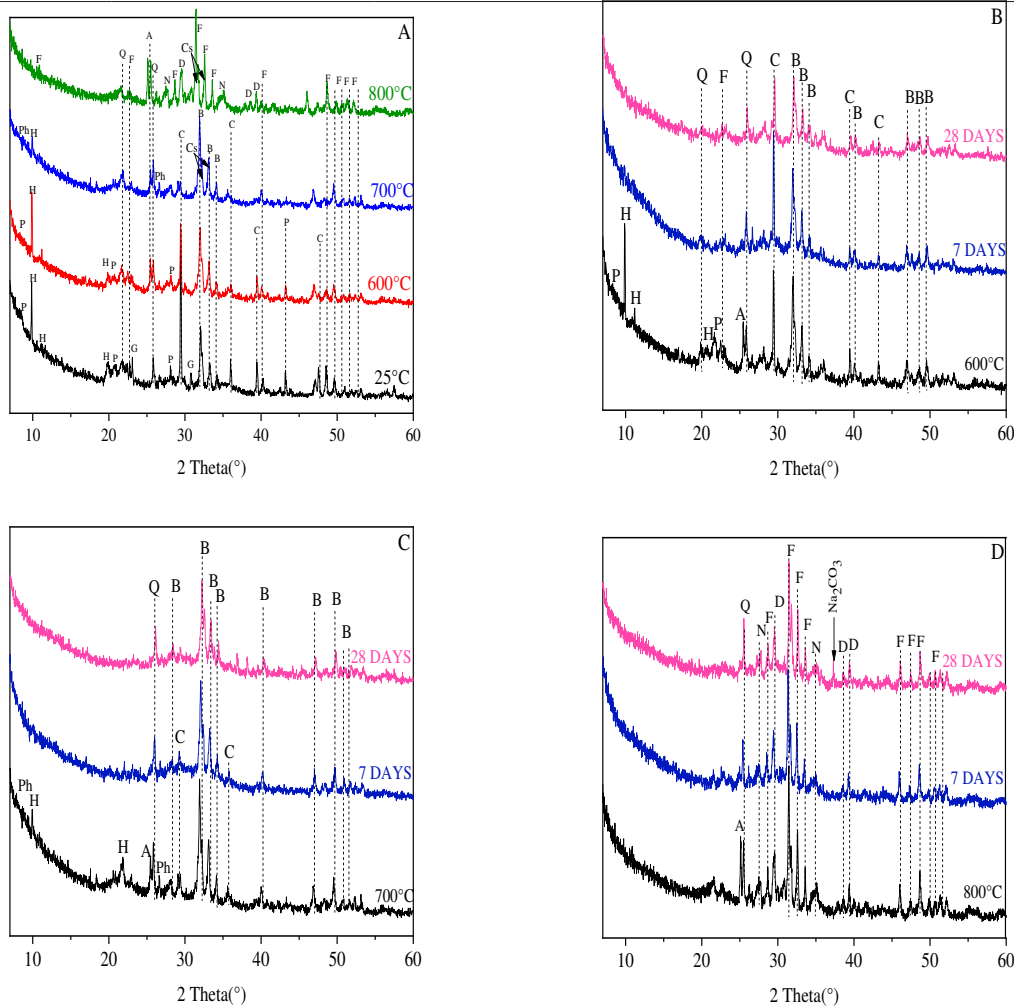 A
F
A
F
Q
F
Cs
F
D
F
N
F
N
F
D
D
F
F
F
F
F
800°C
Q
B
Ph
H
C
Cs
B
B
C
Ph
700°C
H
P
H
P
P
C
P
C
600°C
H
P
H
H
P
G
P
G
25°C
10 20 30 40 50 60
2 Theta(°)
B
Q F Q C B B B C B C B B B
28 DAYS
7 DAYS
H
P
H
H P A
600°C
10 20 30 40 50 60
2 Theta(°)
C
Q B B B B B B B B
28 DAYS
C C
7 DAYS
Ph
H
H A Ph
700°C
10 20 30 40 50 60
2 Theta(°)
D
Q N F D F F F N Na₂CO₃ D D F F F F
28 DAYS
7 DAYS
A
800°C
10 20 30 40 50 60
2 Theta(°)